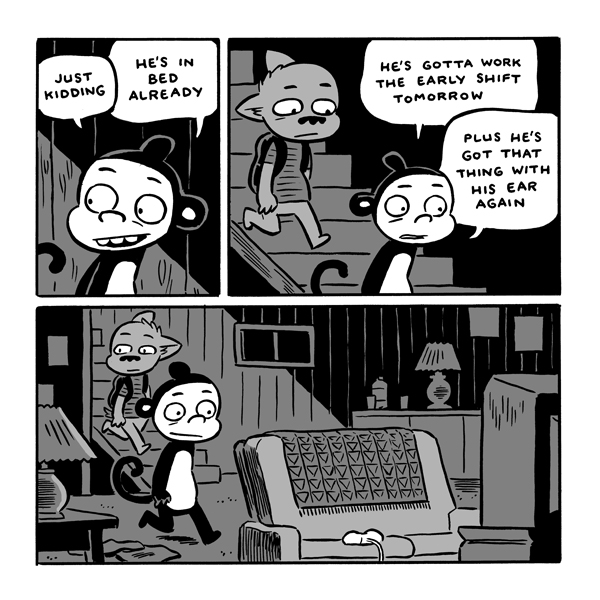 JUST
KIDDING
HE'S IN
BED
ALREADY
HE'S GOTTA WORK
THE EARLY SHIFT
TOMORROW
PLUS HE'S
GOT THAT
THING WITH
HIS EAR
AGAIN